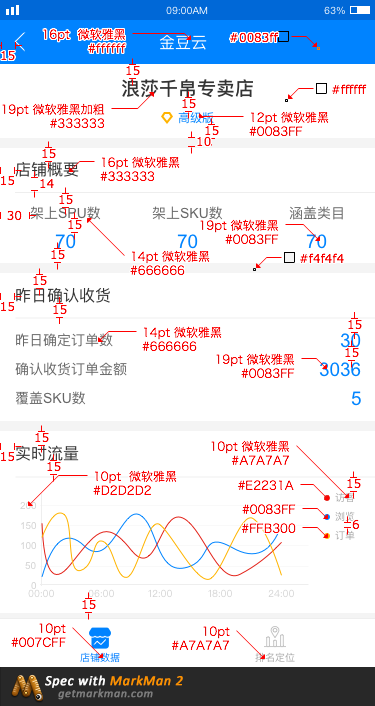 09:00AM
63%
16pt 微软雅黑
#ffffff
金豆云
#0083ff
15
15
浪莎千帛专卖店
#ffffff
19pt 微软雅黑加粗
#333333
15
高级版
12pt 微软雅黑
#0083FF
15
10
15
店铺概要
16pt 微软雅黑
#333333
15
14
15
30
架上SPU数
架上SKU数
涵盖类目
15
19pt 微软雅黑
#0083FF
70
70
70
14pt 微软雅黑
#666666
#f4f4f4
15
15
昨日确认收货
15
15
15
昨日确定订单数
14pt 微软雅黑
#666666
30
15
确认收货订单金额
19pt 微软雅黑
#0083FF
3036
覆盖SKU数
5
15
15
实时流量
10pt 微软雅黑
#A7A7A7
15
10pt 微软雅黑
#D2D2D2
#E2231A
15
访客
200
#0083FF
浏览
150
#FFB300
6
订单
100
50
0
00:00
06:00
12:00
18:00
24:00
15
10pt
#007CFF
店铺数据
10pt
#A7A7A7
排名定位
Spec with MarkMan 2
getmarkman.com